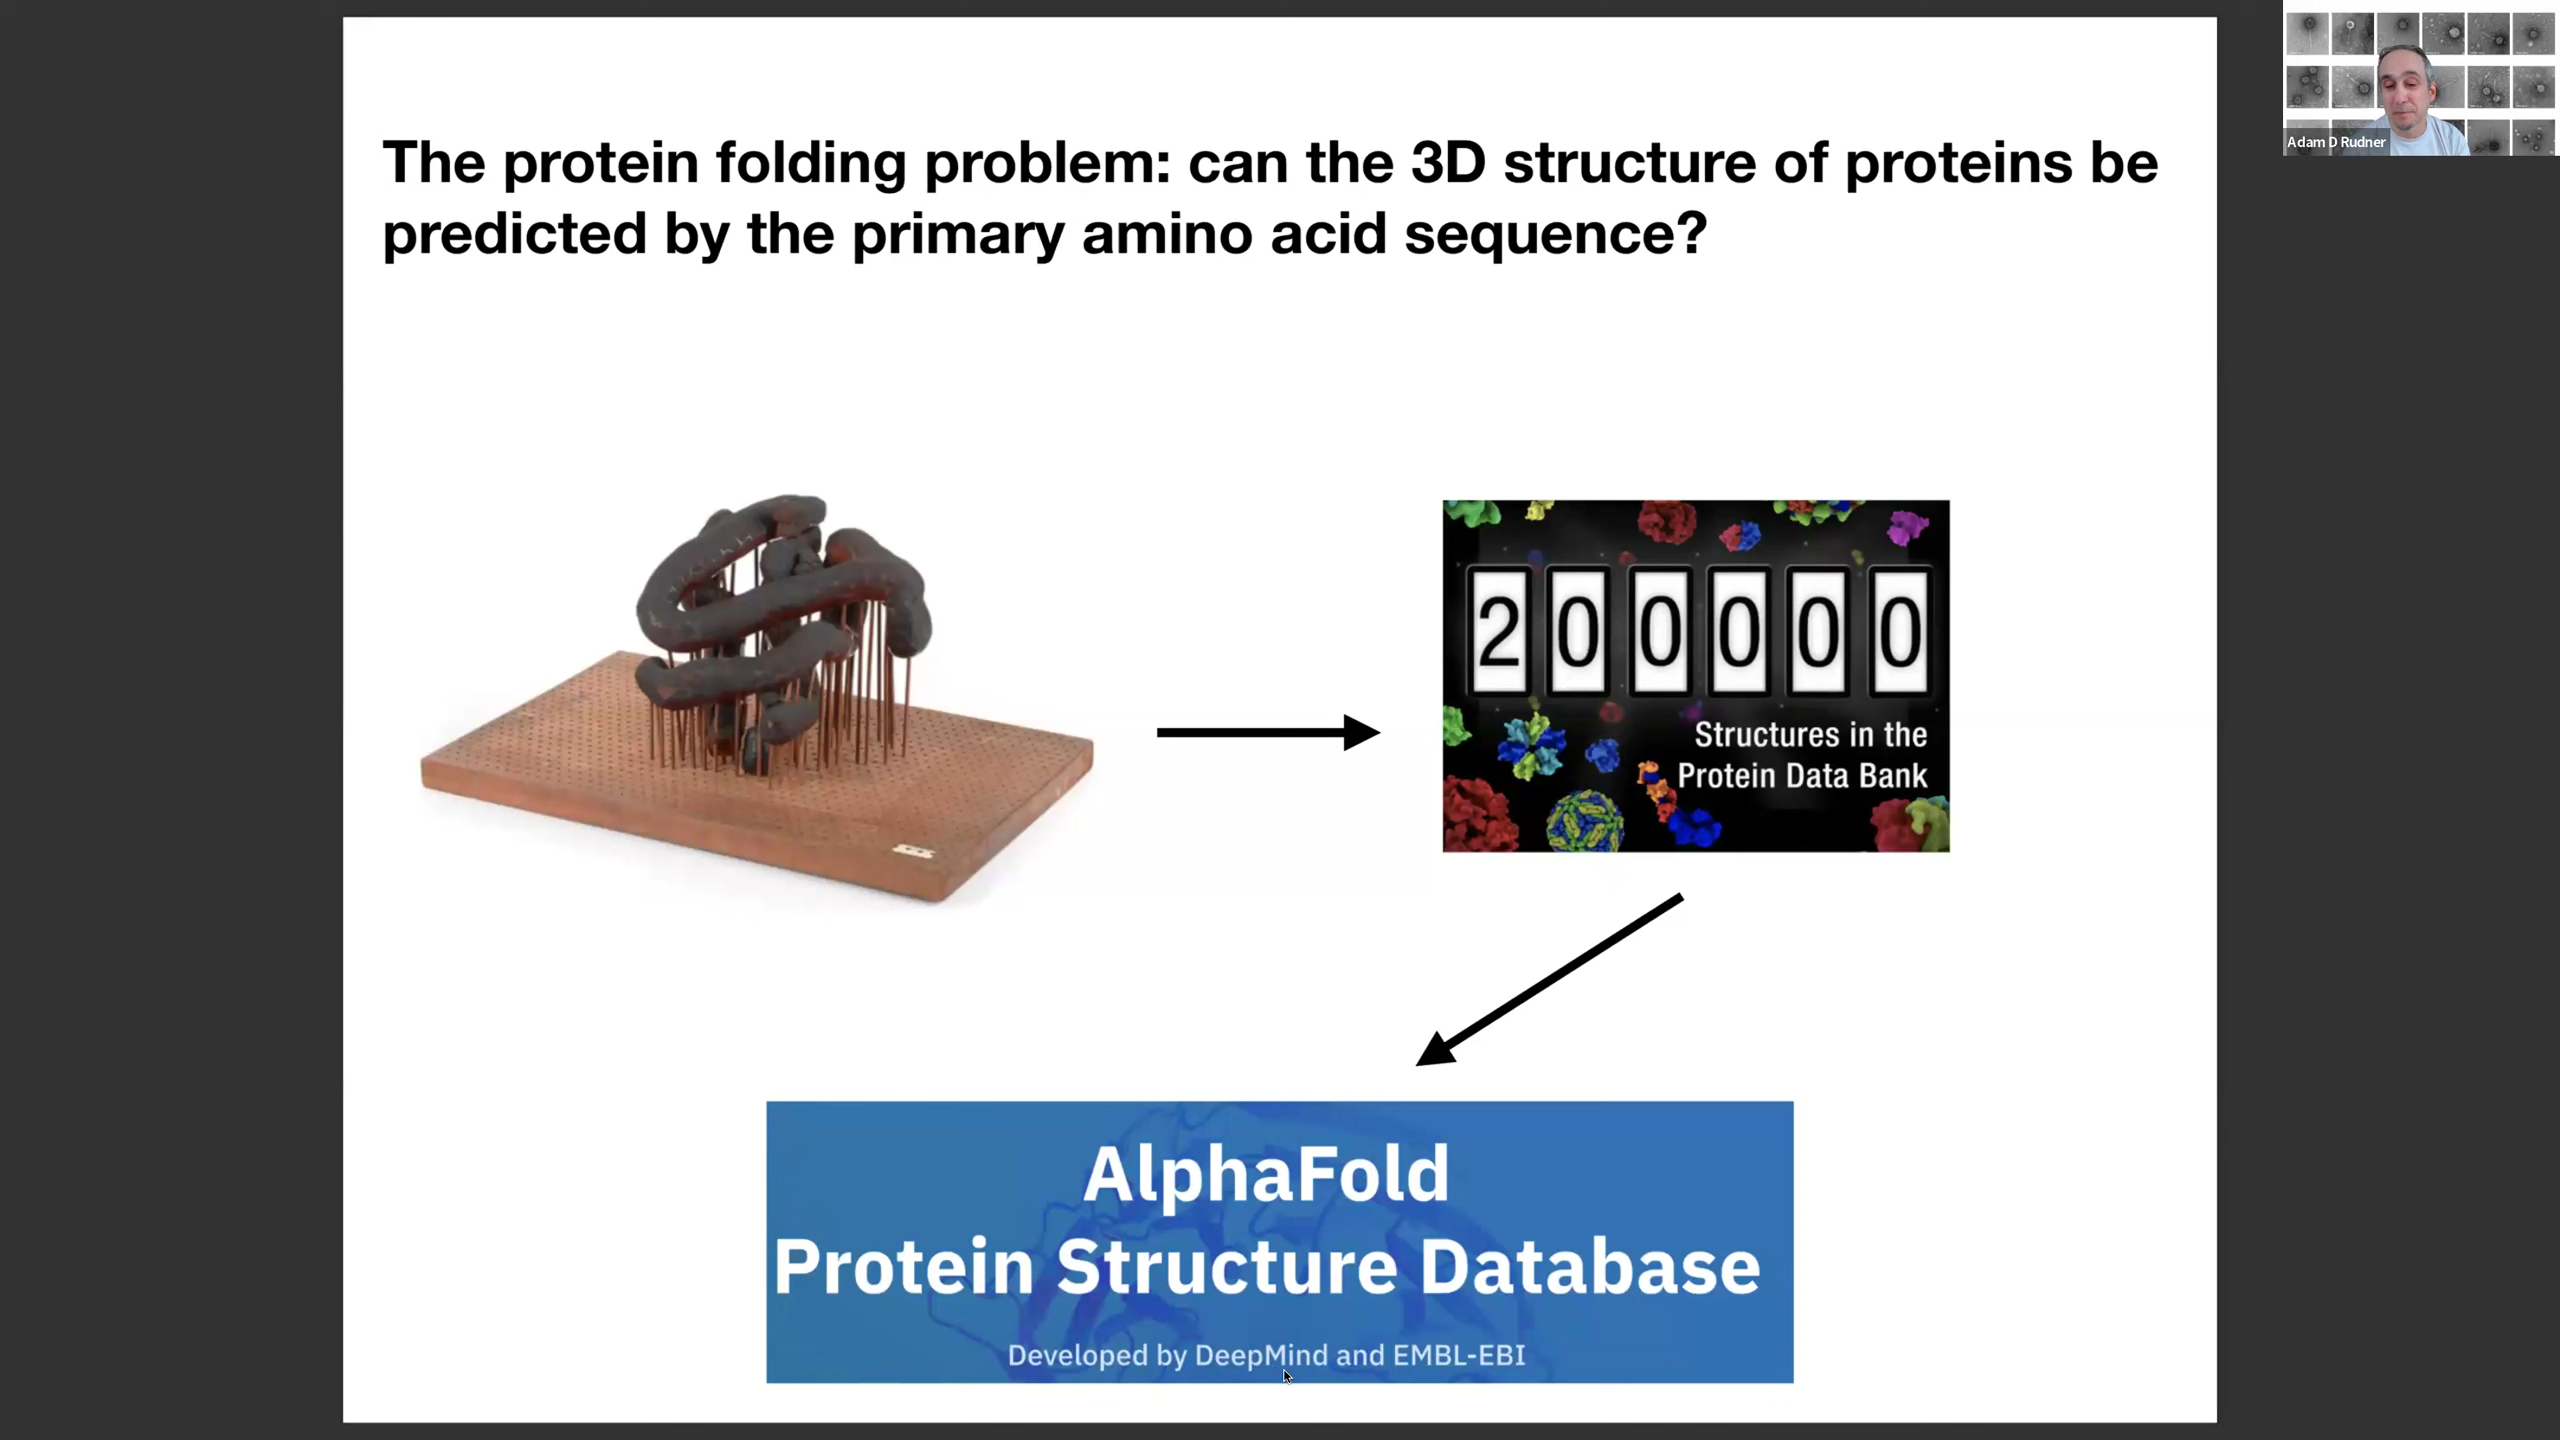 The protein folding problem: can the 3D structure of proteins be
predicted by the primary amino acid sequence?
Adam D Rudner
200000
Structures in the
Protein Data Bank
AlphaFold
Protein Structure Database
Developed by DeepMind and EMBL-EBI